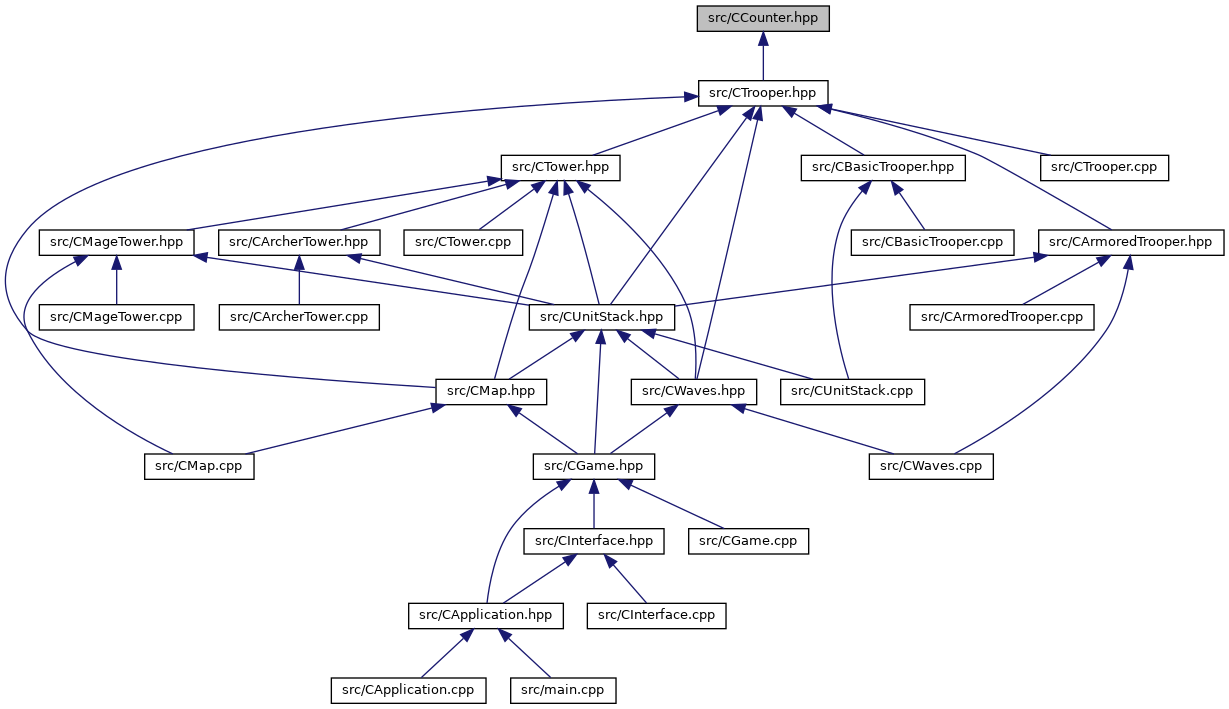 src/CCounter.hpp
src/CTrooper.hpp
src/CTower.hpp
src/CBasicTrooper.hpp
src/CTrooper.cpp
src/CMageTower.hpp
src/CArcherTower.hpp
src/CTower.cpp
src/CBasicTrooper.cpp
src/CArmoredTrooper.hpp
src/CMageTower.cpp
src/CArcherTower.cpp
src/CUnitStack.hpp
src/CArmoredTrooper.cpp
src/CMap.hpp
src/CWaves.hpp
src/CUnitStack.cpp
src/CMap.cpp
src/CGame.hpp
src/CWaves.cpp
src/CInterface.hpp
src/CGame.cpp
src/CApplication.hpp
src/CInterface.cpp
src/CApplication.cpp
src/main.cpp